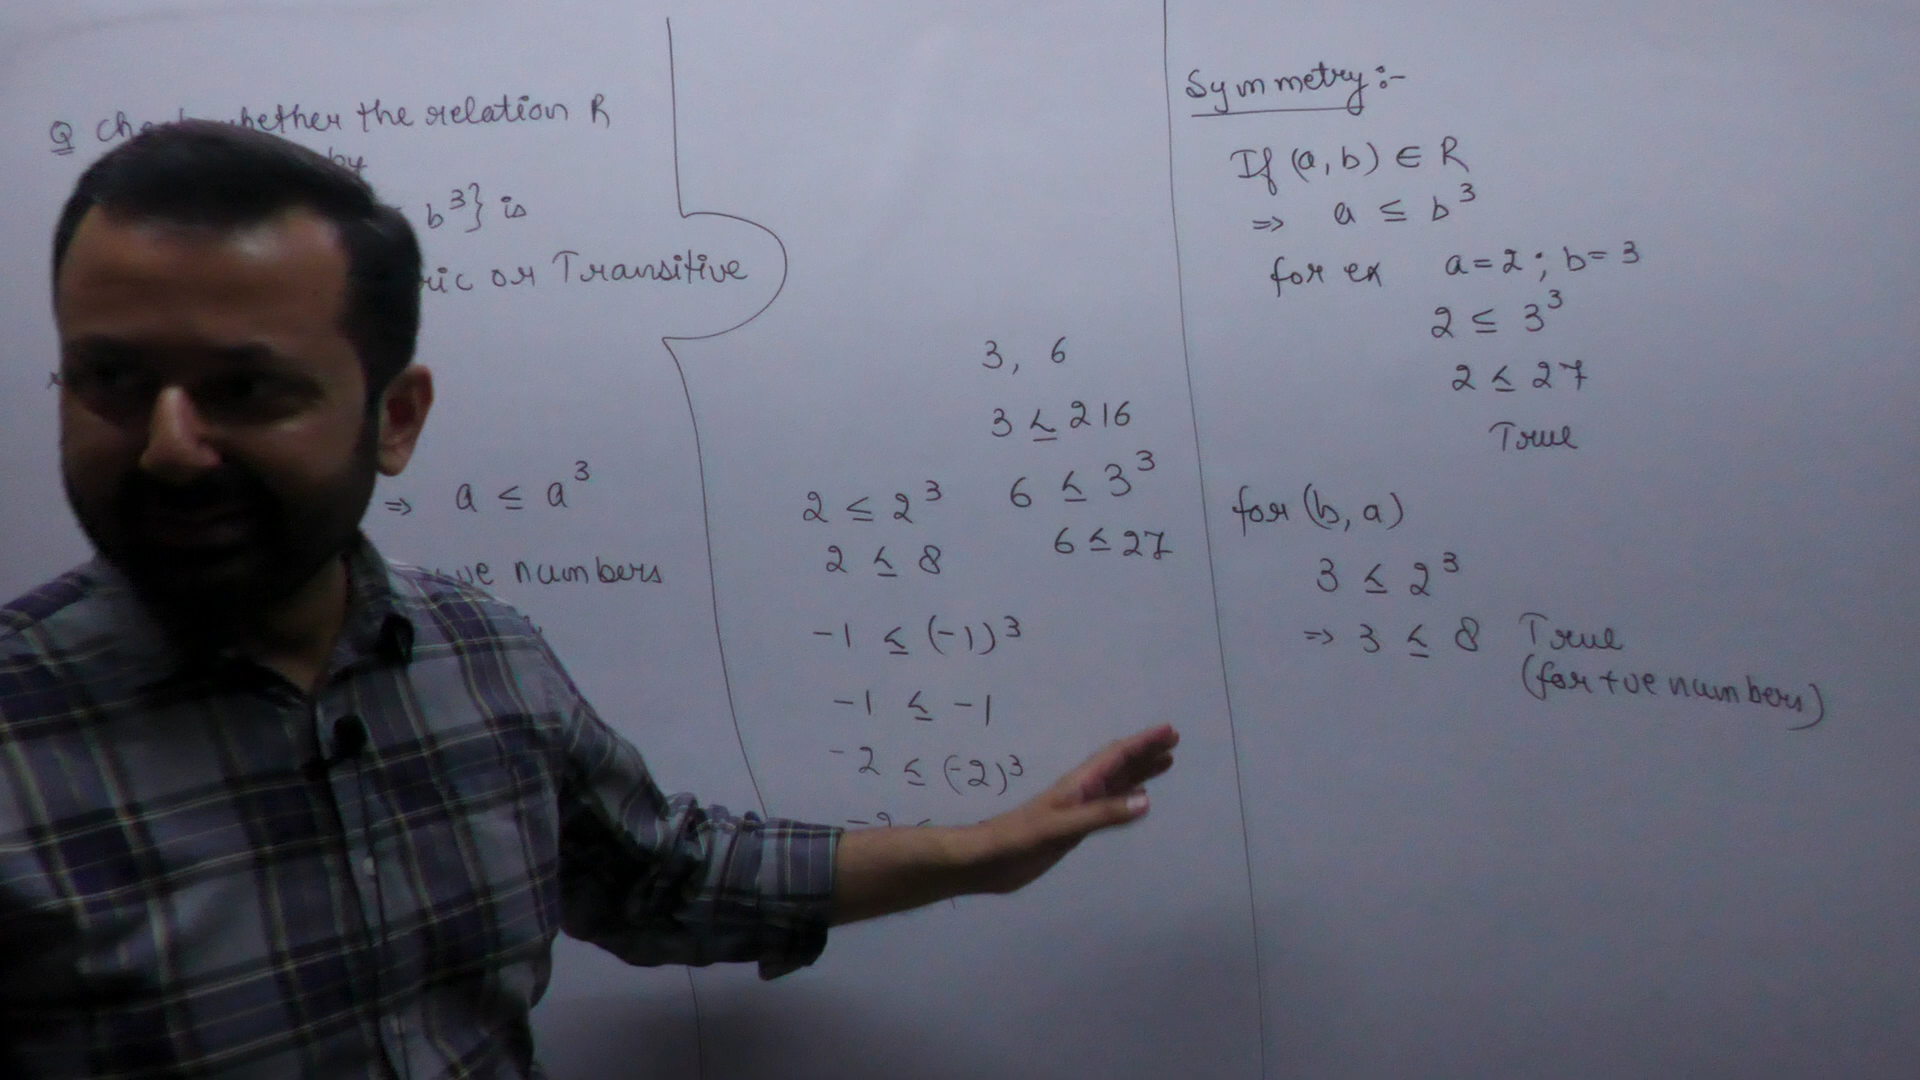 Q whether the relation R
by
b³} is
or Transitive
⇒ a ≤ a³
ve numbers
3, 6
3 ≤ 216
2 ≤ 2³
6 ≤ 3³
2 ≤ 8
6 ≤ 27
-1 ≤ (-1)³
-1 ≤ -1
-2 ≤ (-2)³
Symmetry:-
If (a, b) ∈ R
⇒ a ≤ b³
for ex a=2; b=3
2 ≤ 3³
2 ≤ 27
True
for (b, a)
3 ≤ 2³
⇒ 3 ≤ 8 True
(for +ve numbers)